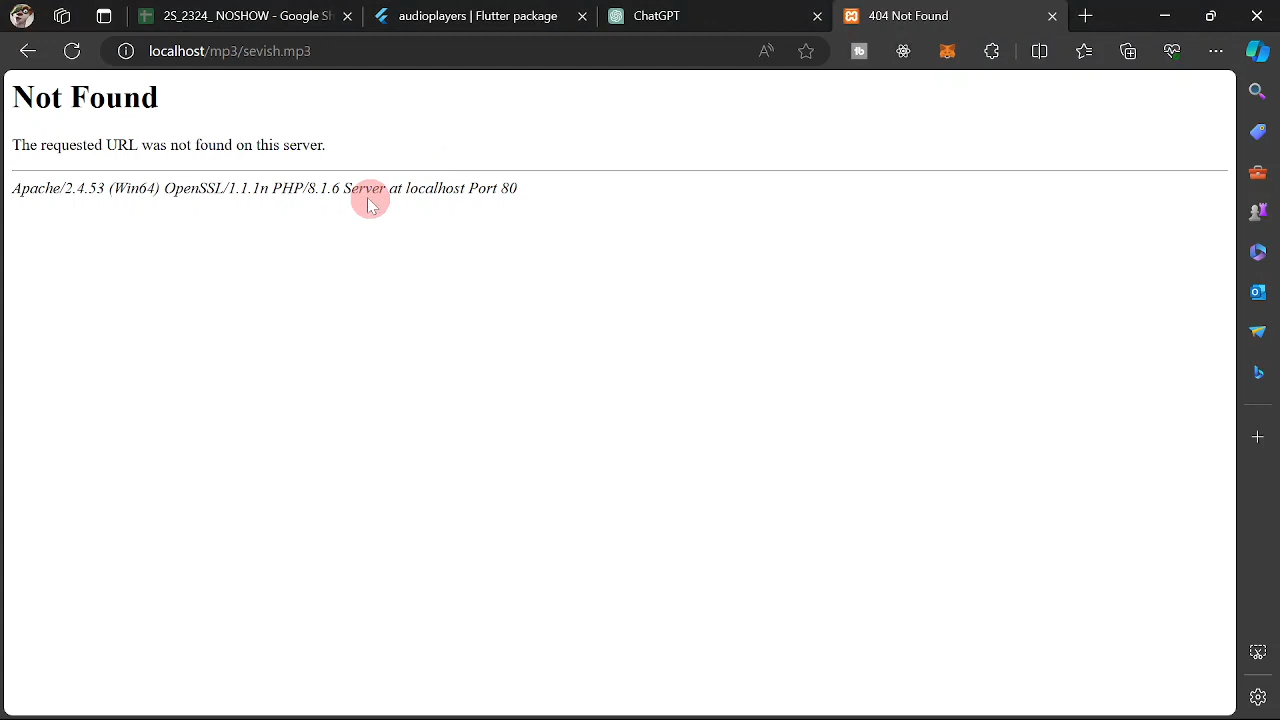 2S_2324_NOSHOW - Google S
audioplayers | Flutter package
ChatGPT
404 Not Found
localhost/mp3/sevish.mp3
Not Found
The requested URL was not found on this server.
Apache/2.4.53 (Win64) OpenSSL/1.1.1n PHP/8.1.6 Server at localhost Port 80